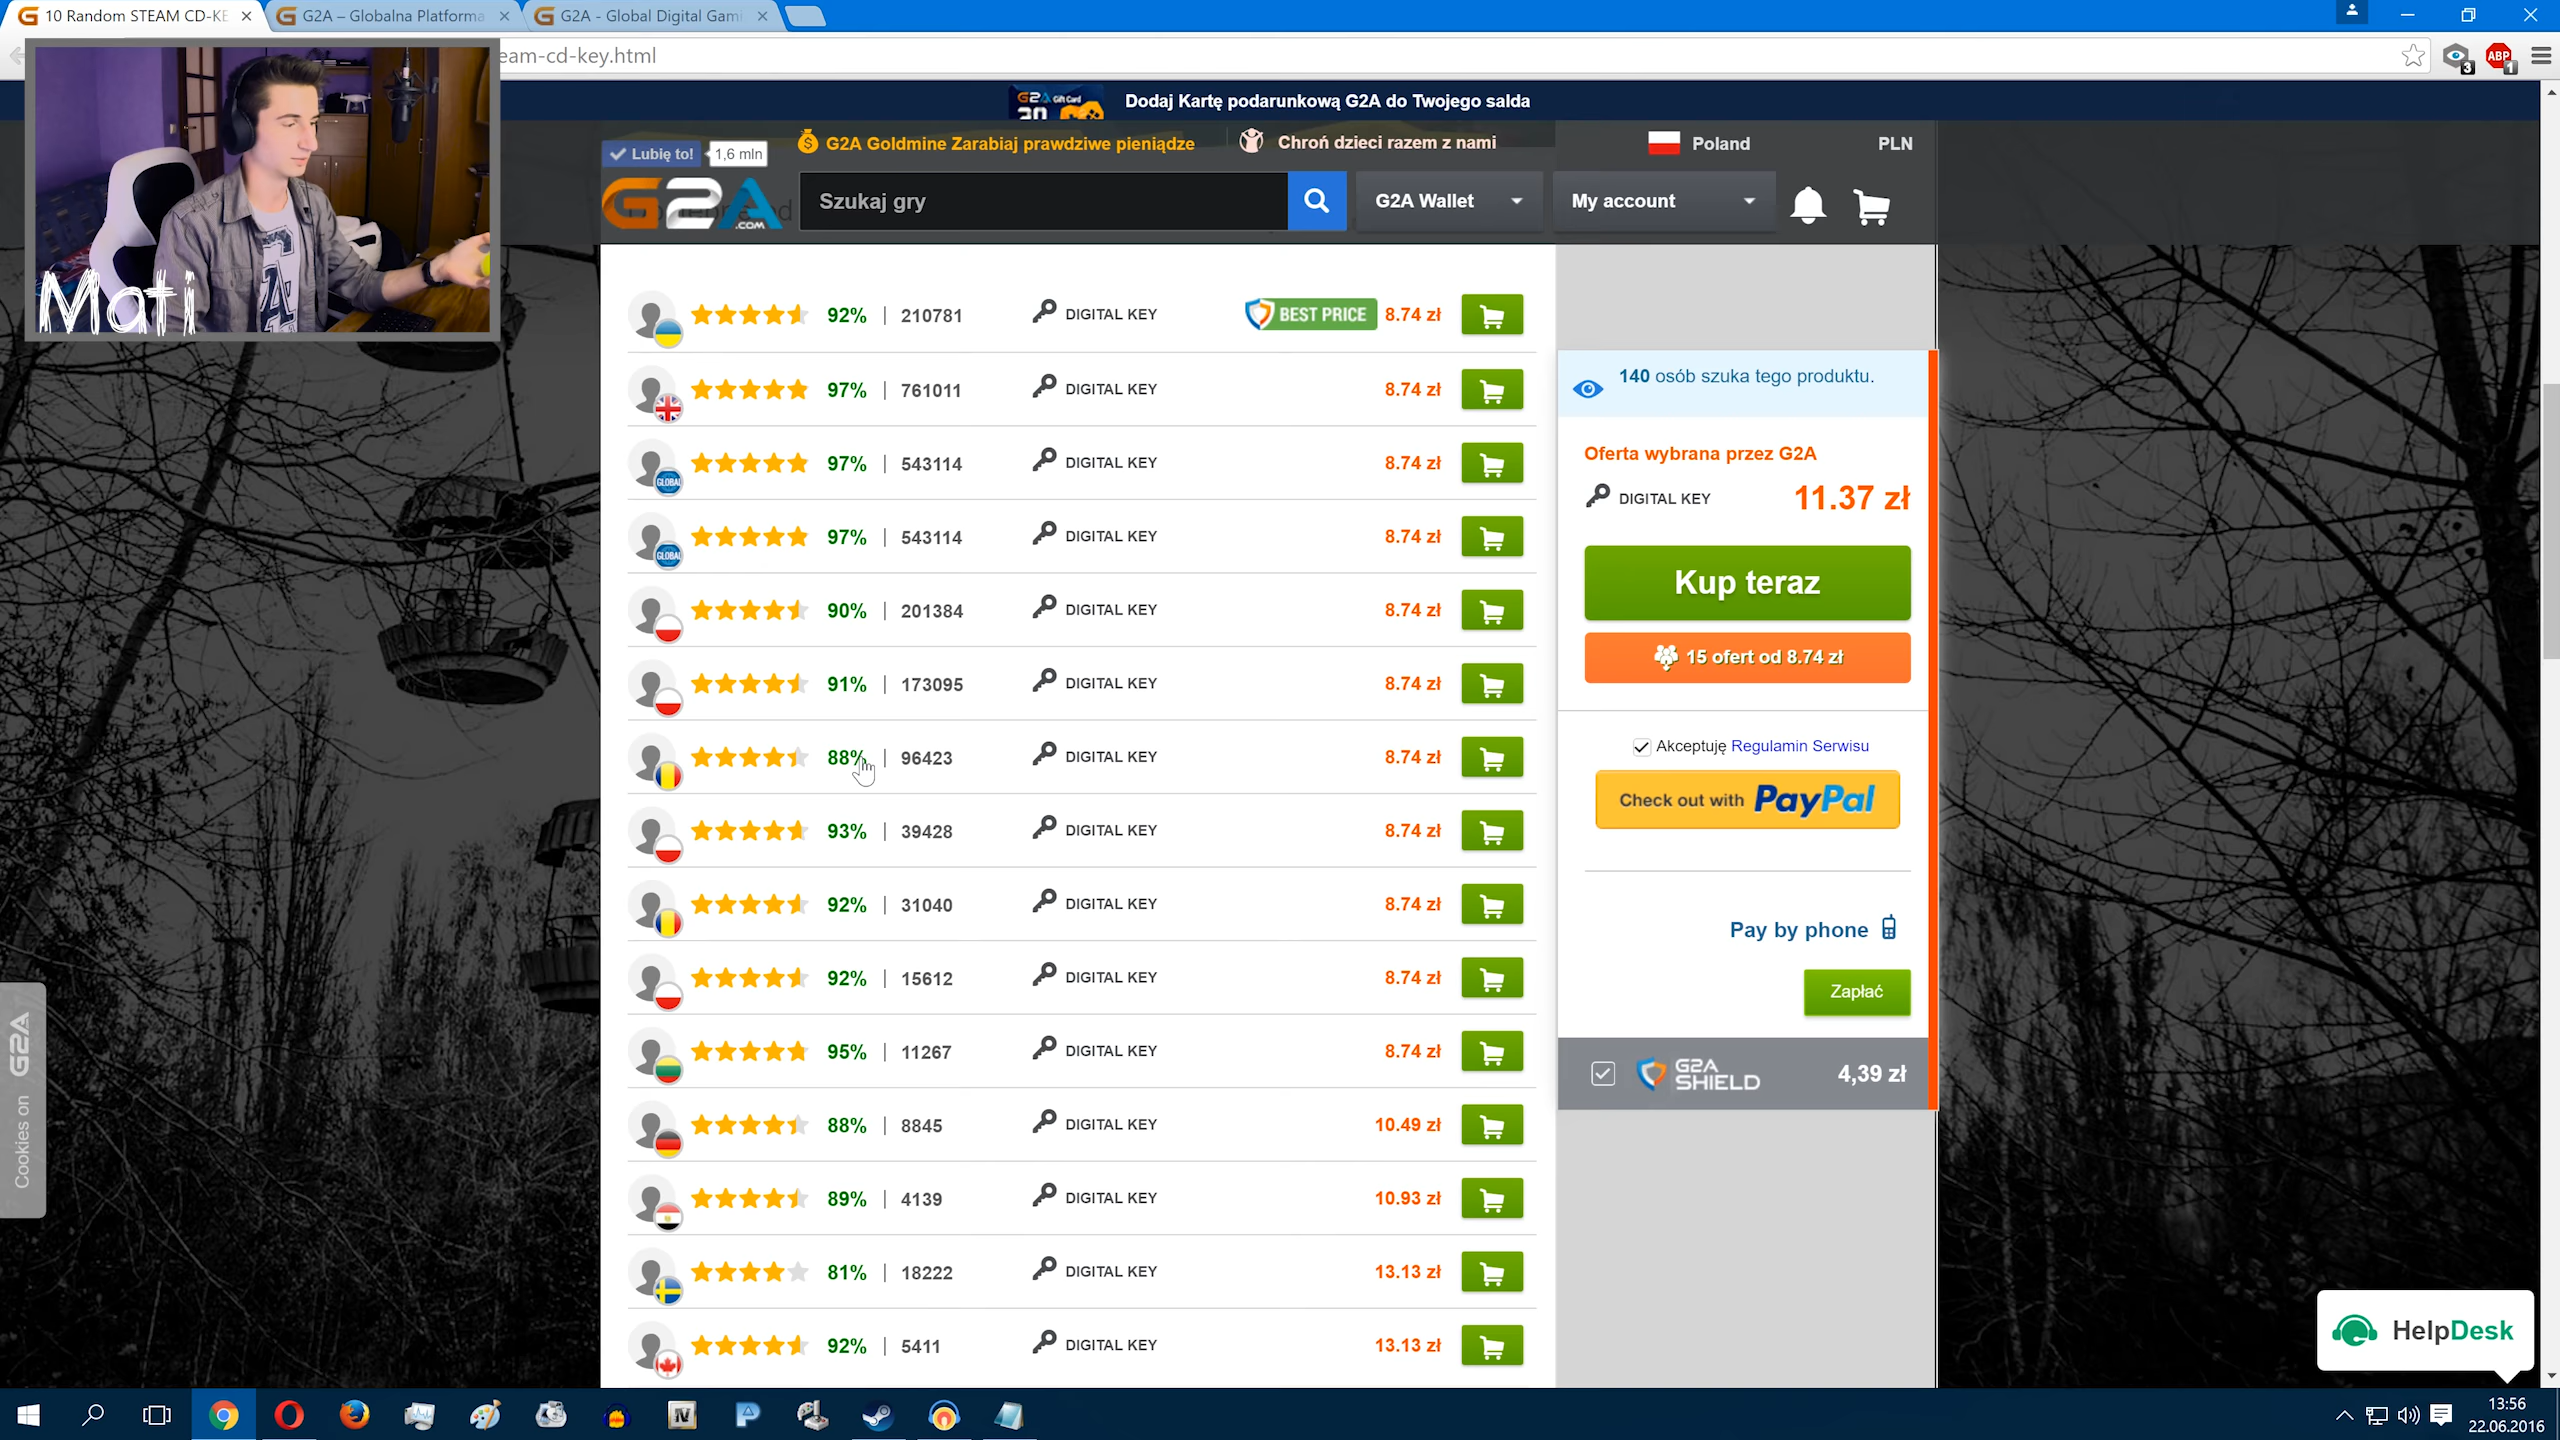 10 Random STEAM CD-KE
G2A – Globalna Platforma
G2A - Global Digital Gami
eam-cd-key.html
3
ABP
1
Mati
G2A Gift Card
Dodaj Kartę podarunkową G2A do Twojego salda
Lubię to!
1,6 mln
G2A Goldmine Zarabiaj prawdziwe pieniądze
Chroń dzieci razem z nami
Poland
PLN
G2A
.COM
Szukaj gry
G2A Wallet
My account
92% | 210781 DIGITAL KEY BEST PRICE 8.74 zł
97% | 761011 DIGITAL KEY 8.74 zł
GLOBAL 97% | 543114 DIGITAL KEY 8.74 zł
GLOBAL 97% | 543114 DIGITAL KEY 8.74 zł
90% | 201384 DIGITAL KEY 8.74 zł
91% | 173095 DIGITAL KEY 8.74 zł
88% | 96423 DIGITAL KEY 8.74 zł
93% | 39428 DIGITAL KEY 8.74 zł
92% | 31040 DIGITAL KEY 8.74 zł
92% | 15612 DIGITAL KEY 8.74 zł
95% | 11267 DIGITAL KEY 8.74 zł
88% | 8845 DIGITAL KEY 10.49 zł
89% | 4139 DIGITAL KEY 10.93 zł
81% | 18222 DIGITAL KEY 13.13 zł
92% | 5411 DIGITAL KEY 13.13 zł
140 osób szuka tego produktu.
Oferta wybrana przez G2A
DIGITAL KEY 11.37 zł
Kup teraz
15 ofert od 8.74 zł
Akceptuję Regulamin Serwisu
Check out with PayPal
Pay by phone
Zapłać
G2A SHIELD 4,39 zł
Cookies on G2A
HelpDesk
13:56
22.06.2016